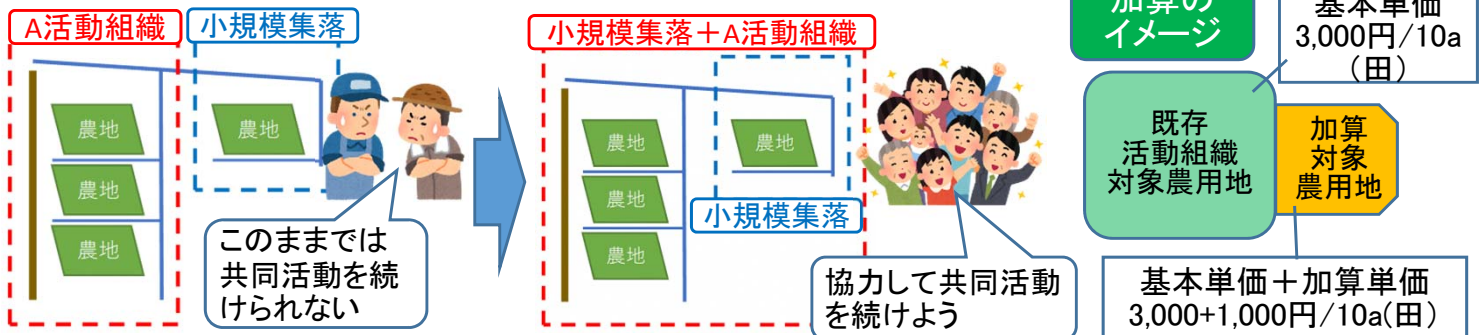 A活動組織
小規模集落
農地
農地
農地
農地
このままでは
共同活動を続
けられない
小規模集落＋A活動組織
農地
農地
農地
農地
小規模集落
協力して共同活動
を続けよう
加算の
イメージ
基本単価
3,000円/10a
（田）
既存
活動組織
対象農用地
加算
対象
農用地
基本単価＋加算単価
3,000+1,000円/10a(田）